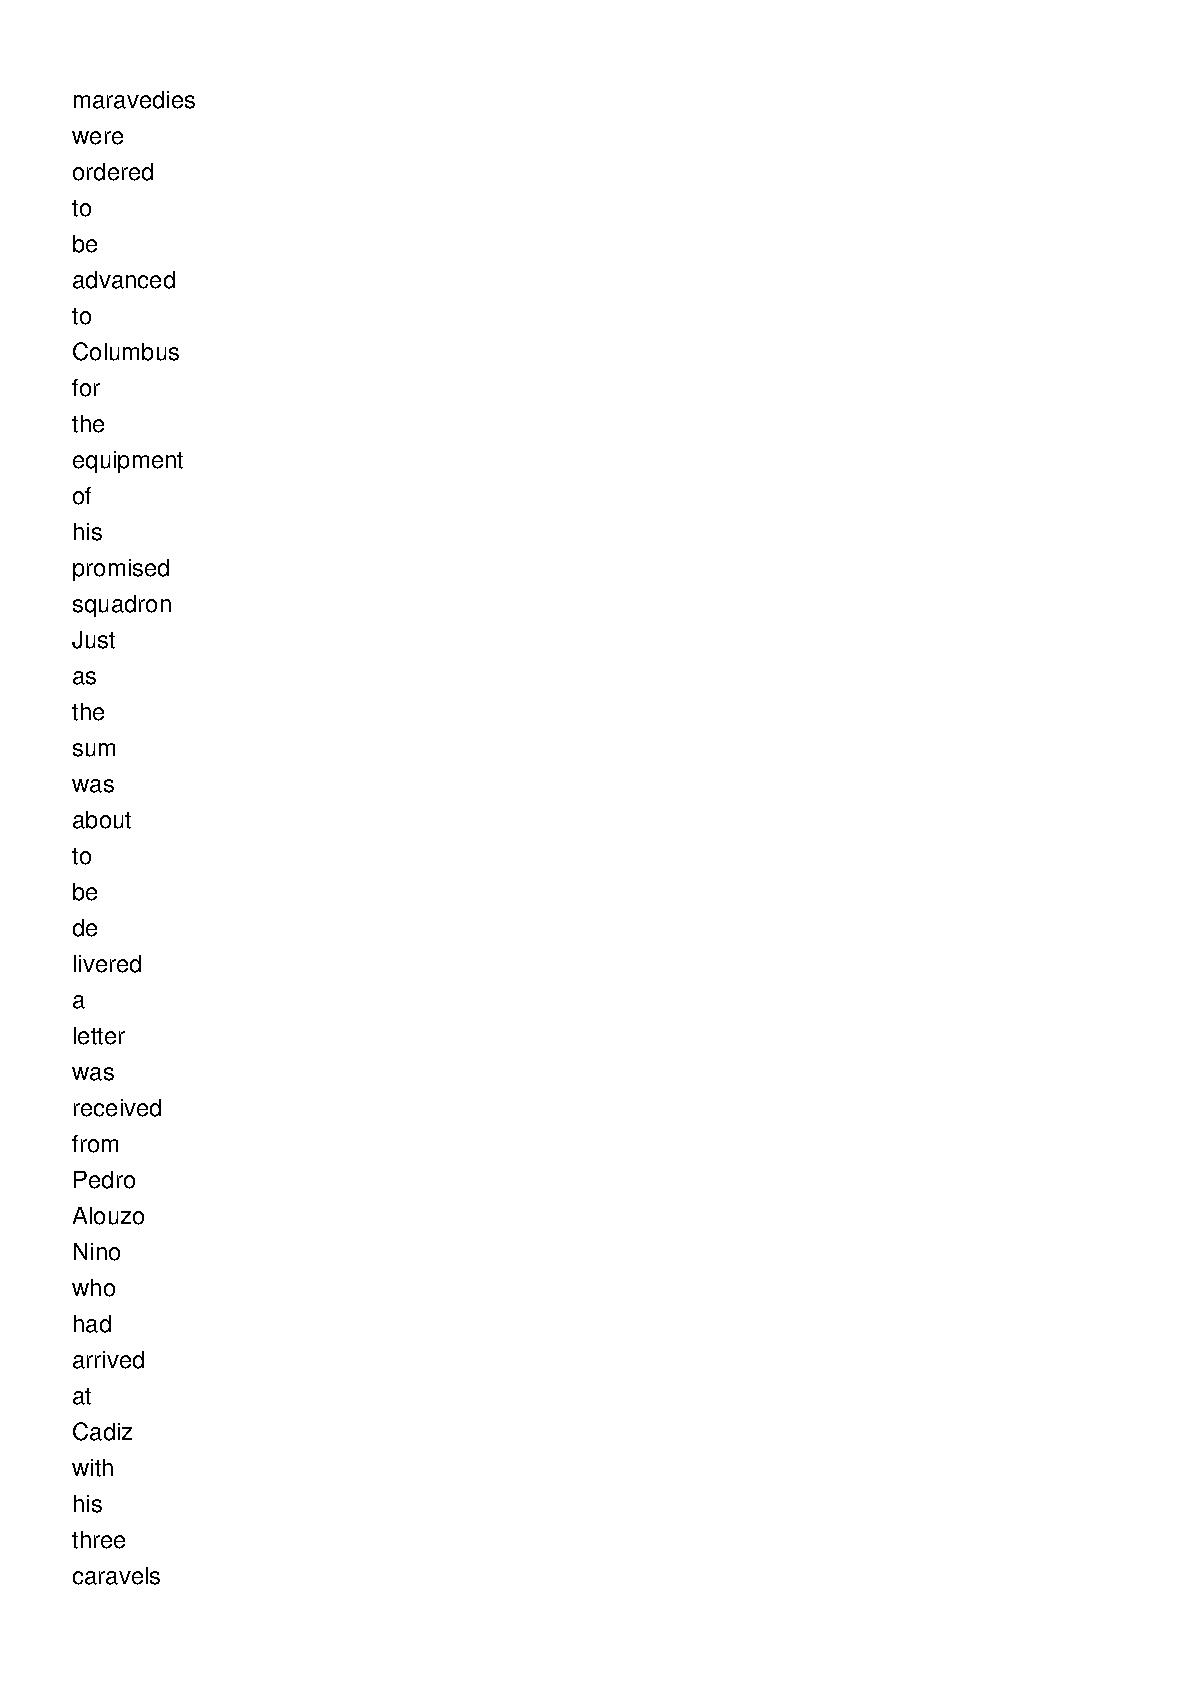 maravedies
were
ordered
to
be
advanced
to
Columbus
for
the
equipment
of
his
promised
squadron
Just
as
the
sum
was
about
to
be
de
livered
a
letter
was
received
from
Pedro
Alouzo
Nino
who
had
arrived
at
Cadiz
with
his
three
caravels